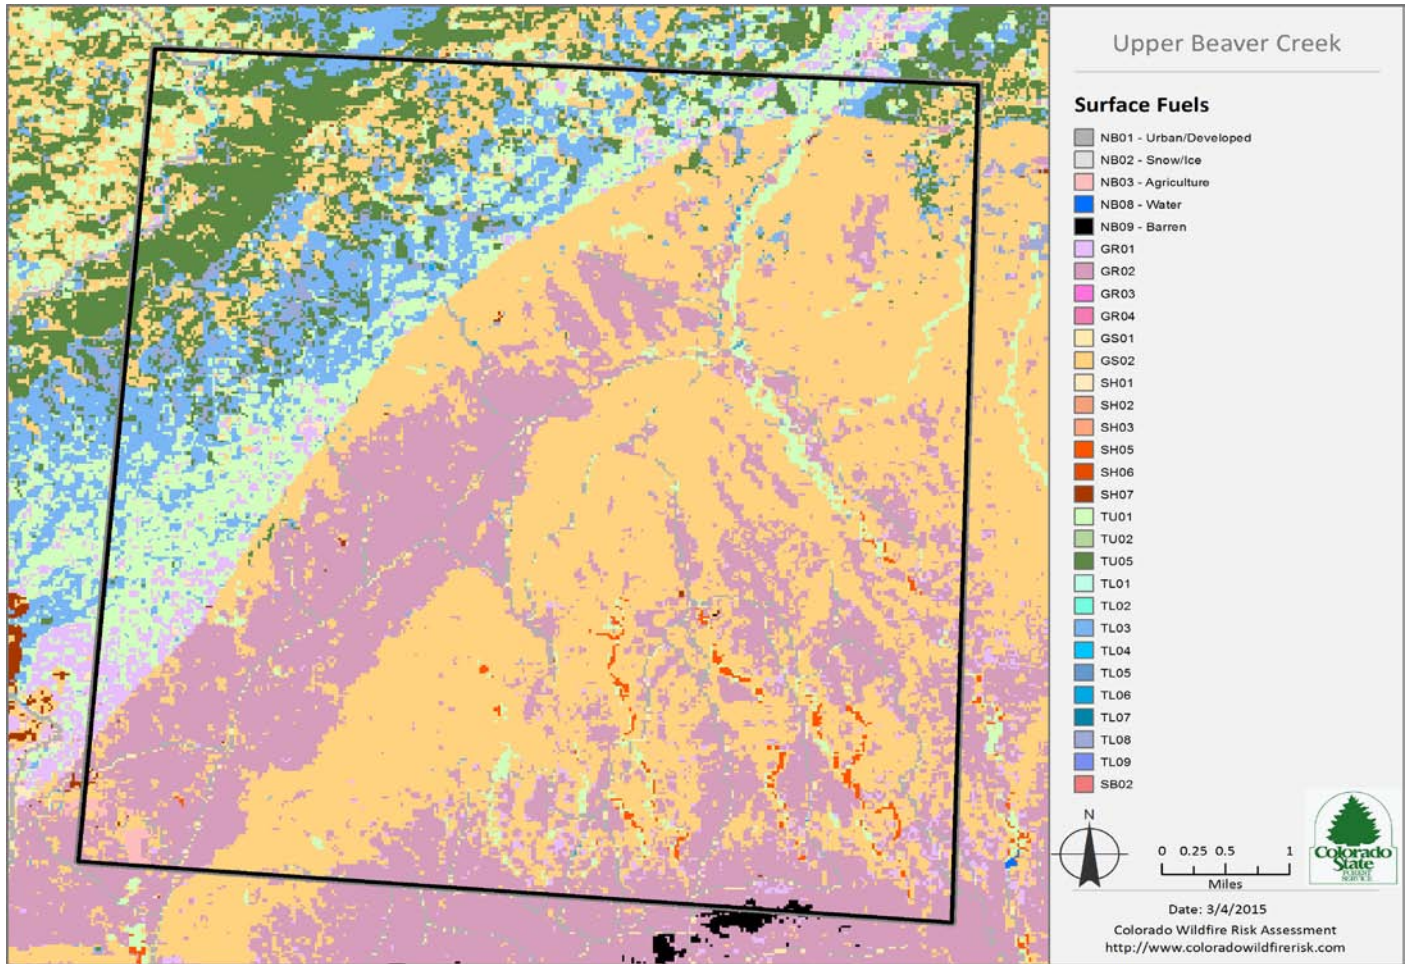 Upper Beaver Creek
Surface Fuels
NB01 - Urban/Developed
NB02 - Snow/Ice
NB03 - Agriculture
NB08 - Water
NB09 - Barren
GR01
GR02
GR03
GR04
GS01
GS02
SH01
SH02
SH03
SH05
SH06
SH07
TU01
TU02
TU05
TL01
TL02
TL03
TL04
TL05
TL06
TL07
TL08
TL09
SB02
N
0 0.25 0.5 1
Miles
Colorado
State
FOREST
SERVICE
Date: 3/4/2015
Colorado Wildfire Risk Assessment
http://www.coloradowildfirerisk.com